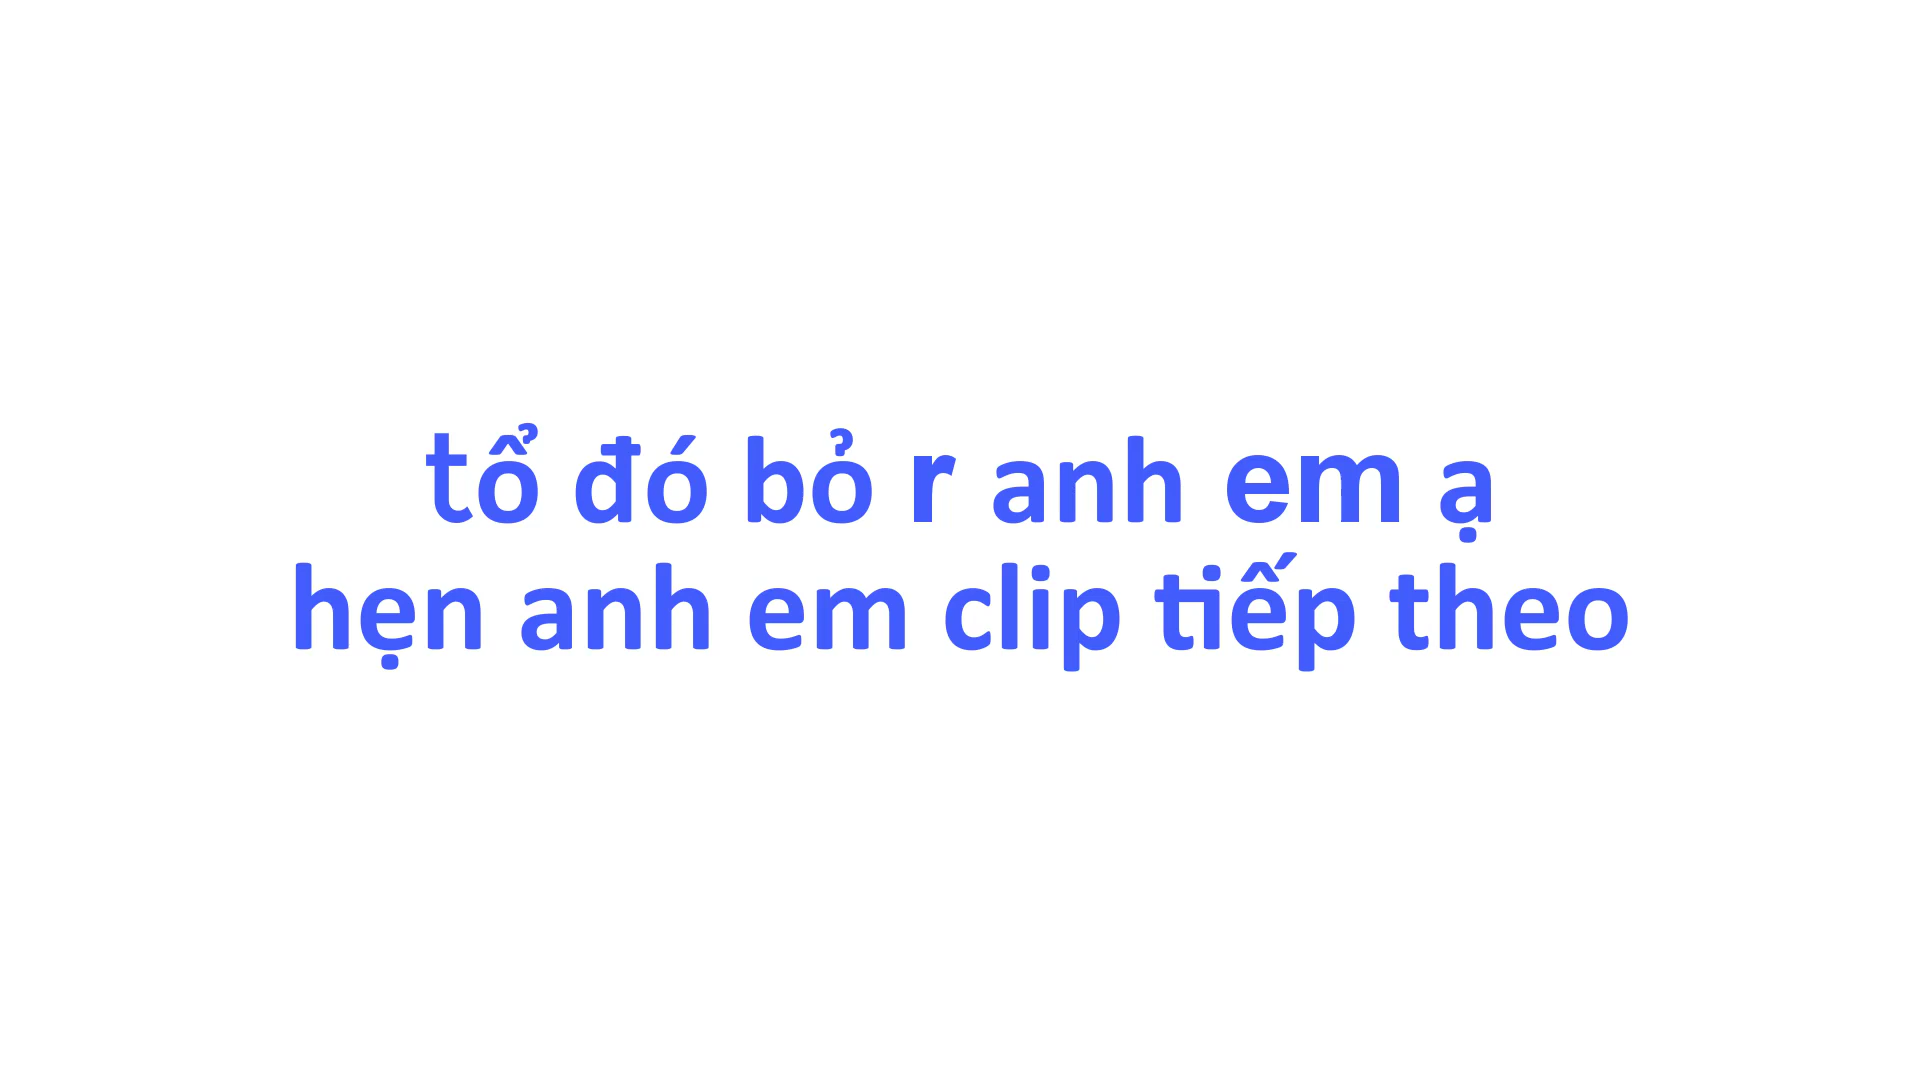 tổ đó bỏ r anh em ạ
hẹn anh em clip tiếp theo